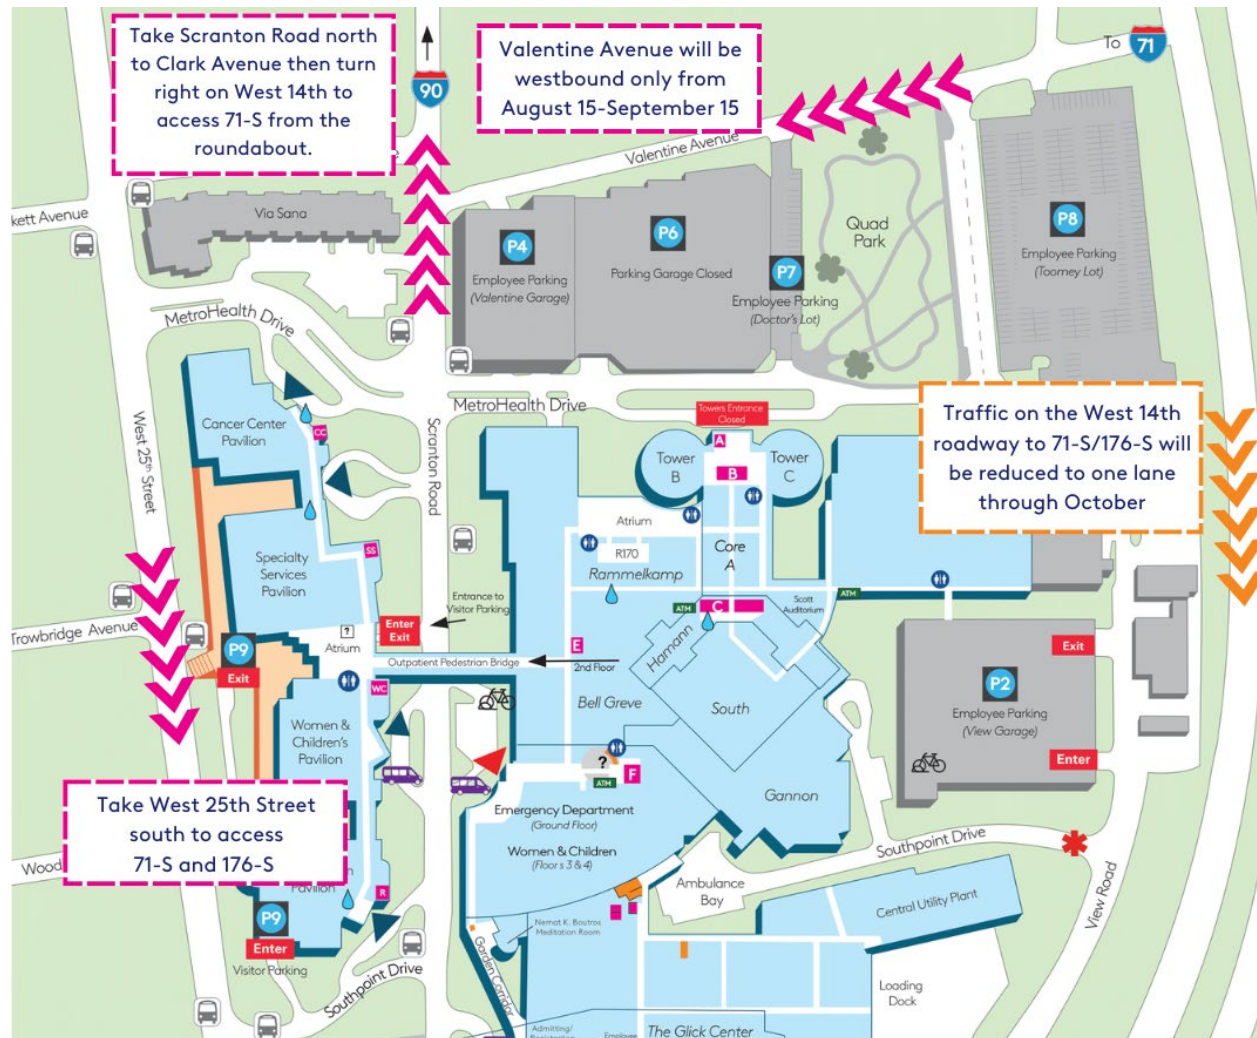 Take Scranton Road north
to Clark Avenue then turn
right on West 14th to
access 71-S from the
roundabout.
90
Valentine Avenue will be
westbound only from
August 15-September 15
To 71
Valentine Avenue
kett Avenue
Via Sana
P4
Employee Parking
(Valentine Garage)
P6
Parking Garage Closed
P7
Employee Parking
(Doctor's Lot)
Quad
Park
P8
Employee Parking
(Toomey Lot)
MetroHealth Drive
MetroHealth Drive
West 25th Street
Scranton Road
Cancer Center
Pavilion
CC
Towers Entrance
Closed
A
Tower
B
B
Tower
C
Traffic on the West 14th
roadway to 71-S/176-S will
be reduced to one lane
through October
Atrium
R170
Rammelkamp
Core
A
Specialty
Services
Pavilion
SS
Entrance to
Visitor Parking
Enter
Exit
ATM
C
Scott
Auditorium
ATM
Trowbridge Avenue
P9
Exit
?
Atrium
Outpatient Pedestrian Bridge
2nd Floor
E
Hamann
Bell Greve
South
WC
Women &
Children's
Pavilion
Exit
P2
Employee Parking
(View Garage)
Enter
?
ATM
F
Gannon
Take West 25th Street
south to access
71-S and 176-S
Emergency Department
(Ground Floor)
Women & Children
(Floor s 3 & 4)
Southpoint Drive
Wood
Pavilion
R
Ambulance
Bay
Central Utility Plant
View Road
P9
Enter
Visitor Parking
Nemat K. Boutros
Meditation Room
Garden Corridor
Southpoint Drive
Loading
Dock
Admitting/
Registration
Employee
The Glick Center